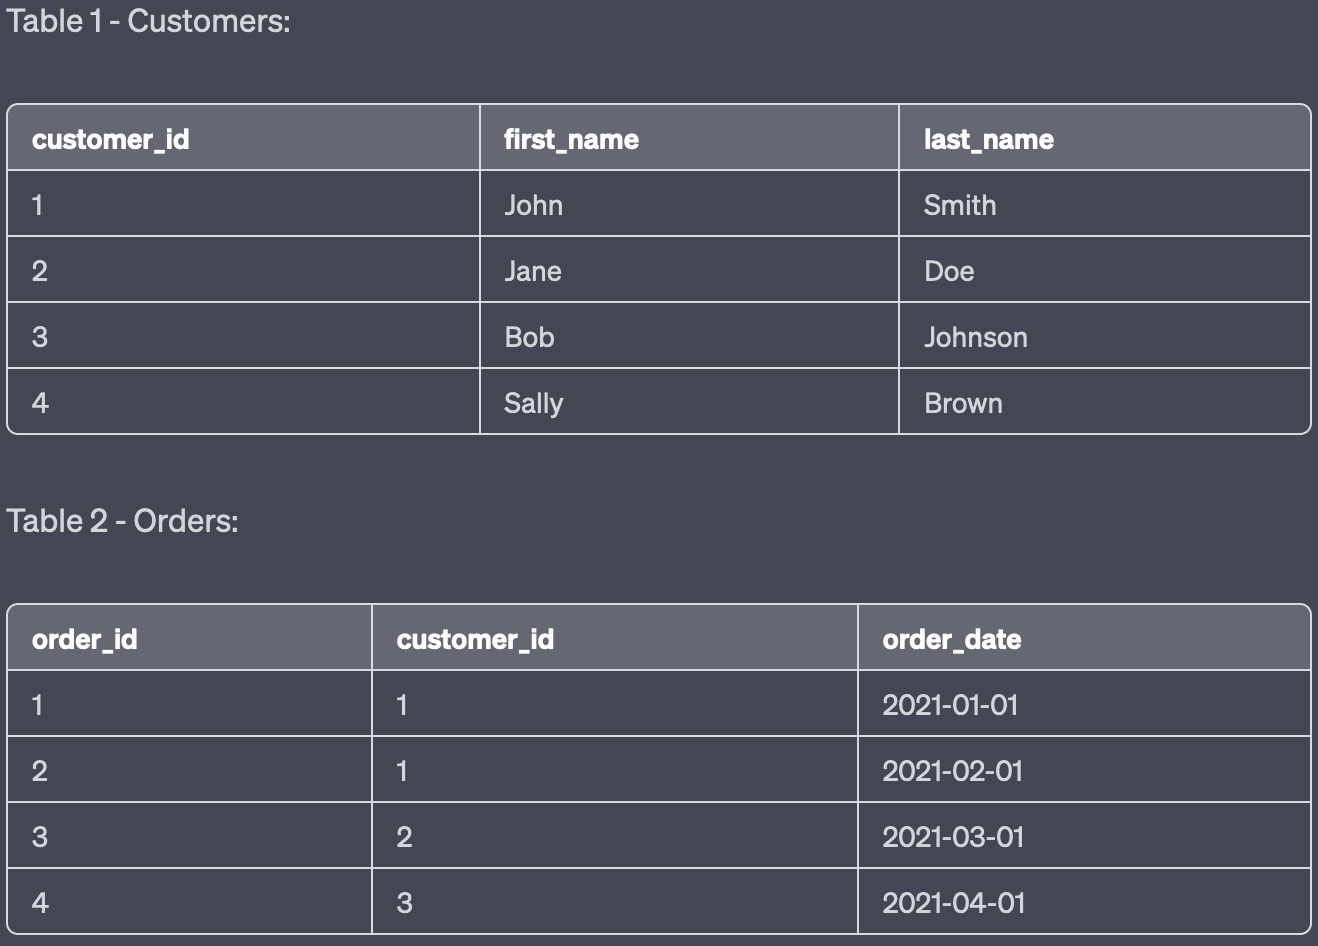 Table 1 - Customers:
customer_id first_name last_name
1 John Smith
2 Jane Doe
3 Bob Johnson
4 Sally Brown
Table 2 - Orders:
order_id customer_id order_date
1 1 2021-01-01
2 1 2021-02-01
3 2 2021-03-01
4 3 2021-04-01